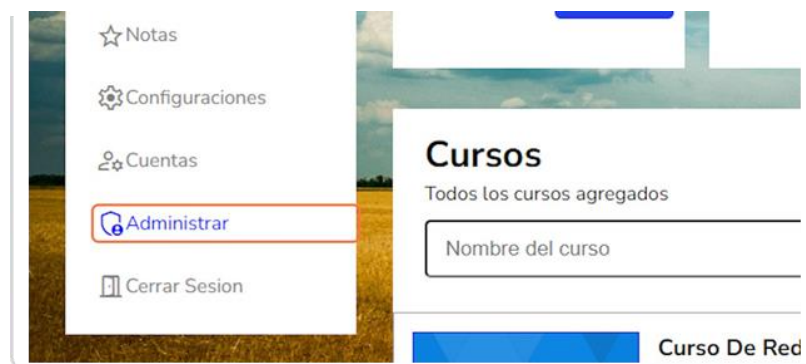 Notas
Configuraciones
Cuentas
Administrar
Cerrar Sesion
Cursos
Todos los cursos agregados
Nombre del curso
Curso De Red